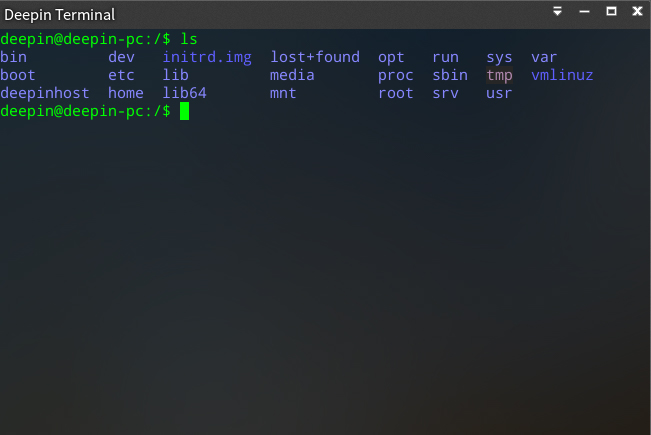 Deepin Terminal
deepin@deepin-pc:/$ ls
bin         dev   initrd.img  lost+found  opt   run   sys  var
boot        etc   lib         media       proc  sbin  tmp  vmlinuz
deepinhost  home  lib64       mnt         root  srv   usr
deepin@deepin-pc:/$